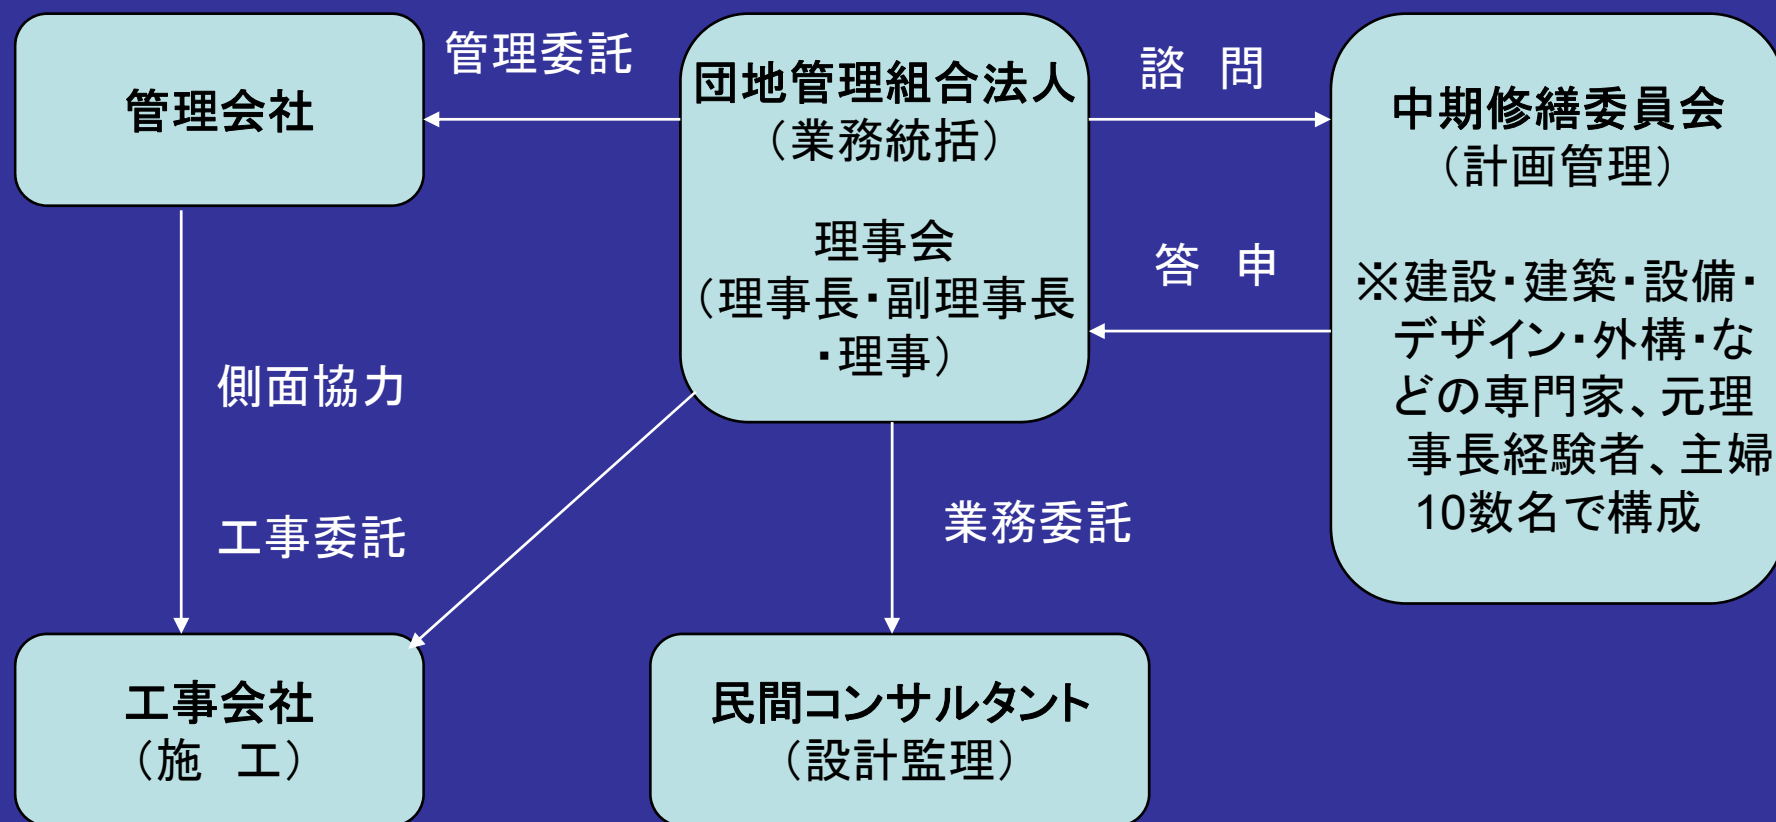 管理会社
管理委託
団地管理組合法人
（業務統括）
理事会
（理事長・副理事長
・理事）
諮　問
答　申
中期修繕委員会
（計画管理）
※建設・建築・設備・
デザイン・外構・な
どの専門家、元理
事長経験者、主婦
10数名で構成
側面協力
工事委託
業務委託
工事会社
（施　工）
民間コンサルタント
（設計監理）